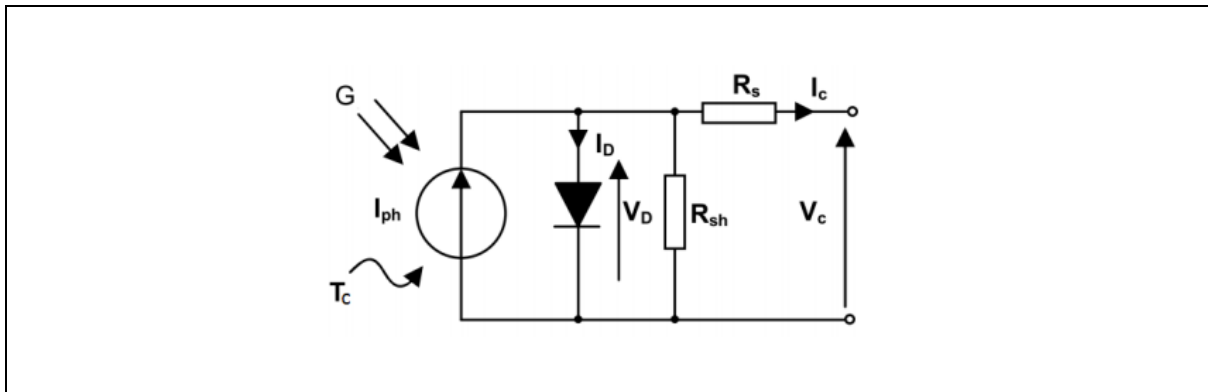 G
R_s
I_c
I_D
I_ph
V_D
R_sh
V_c
T_C